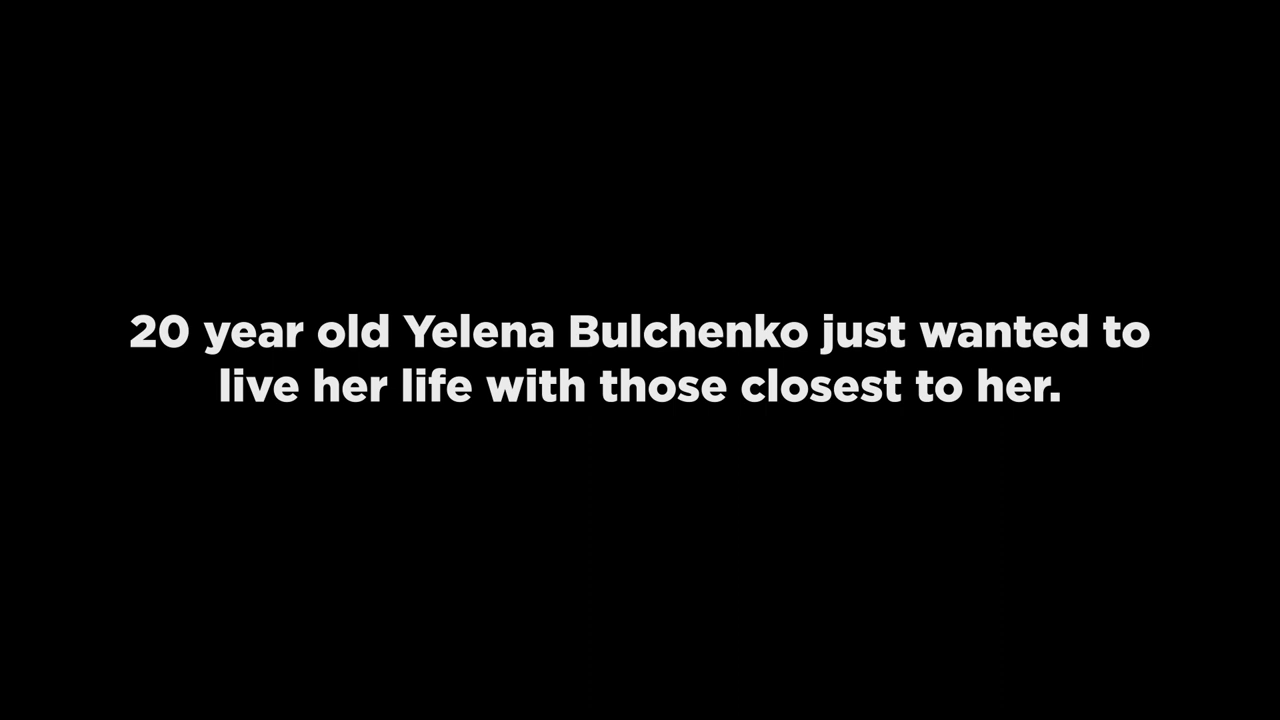 20 year old Yelena Bulchenko just wanted to
live her life with those closest to her.